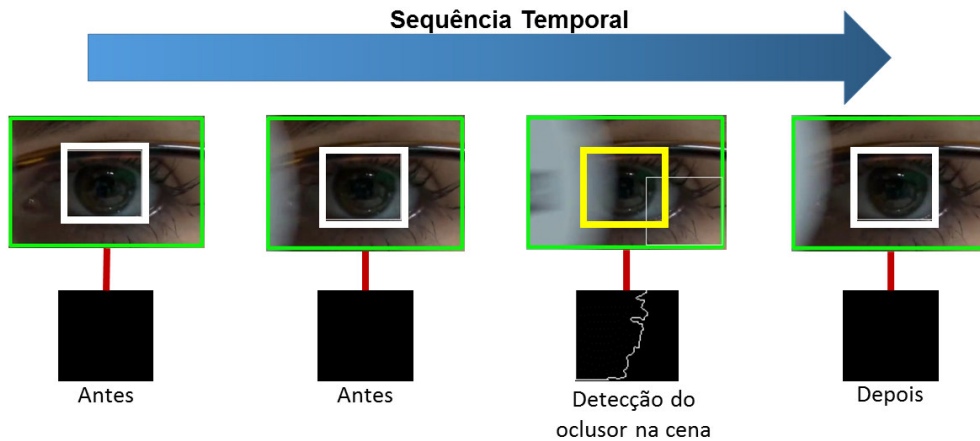 Sequência Temporal
Antes
Antes
Detecção do
oclusor na cena
Depois